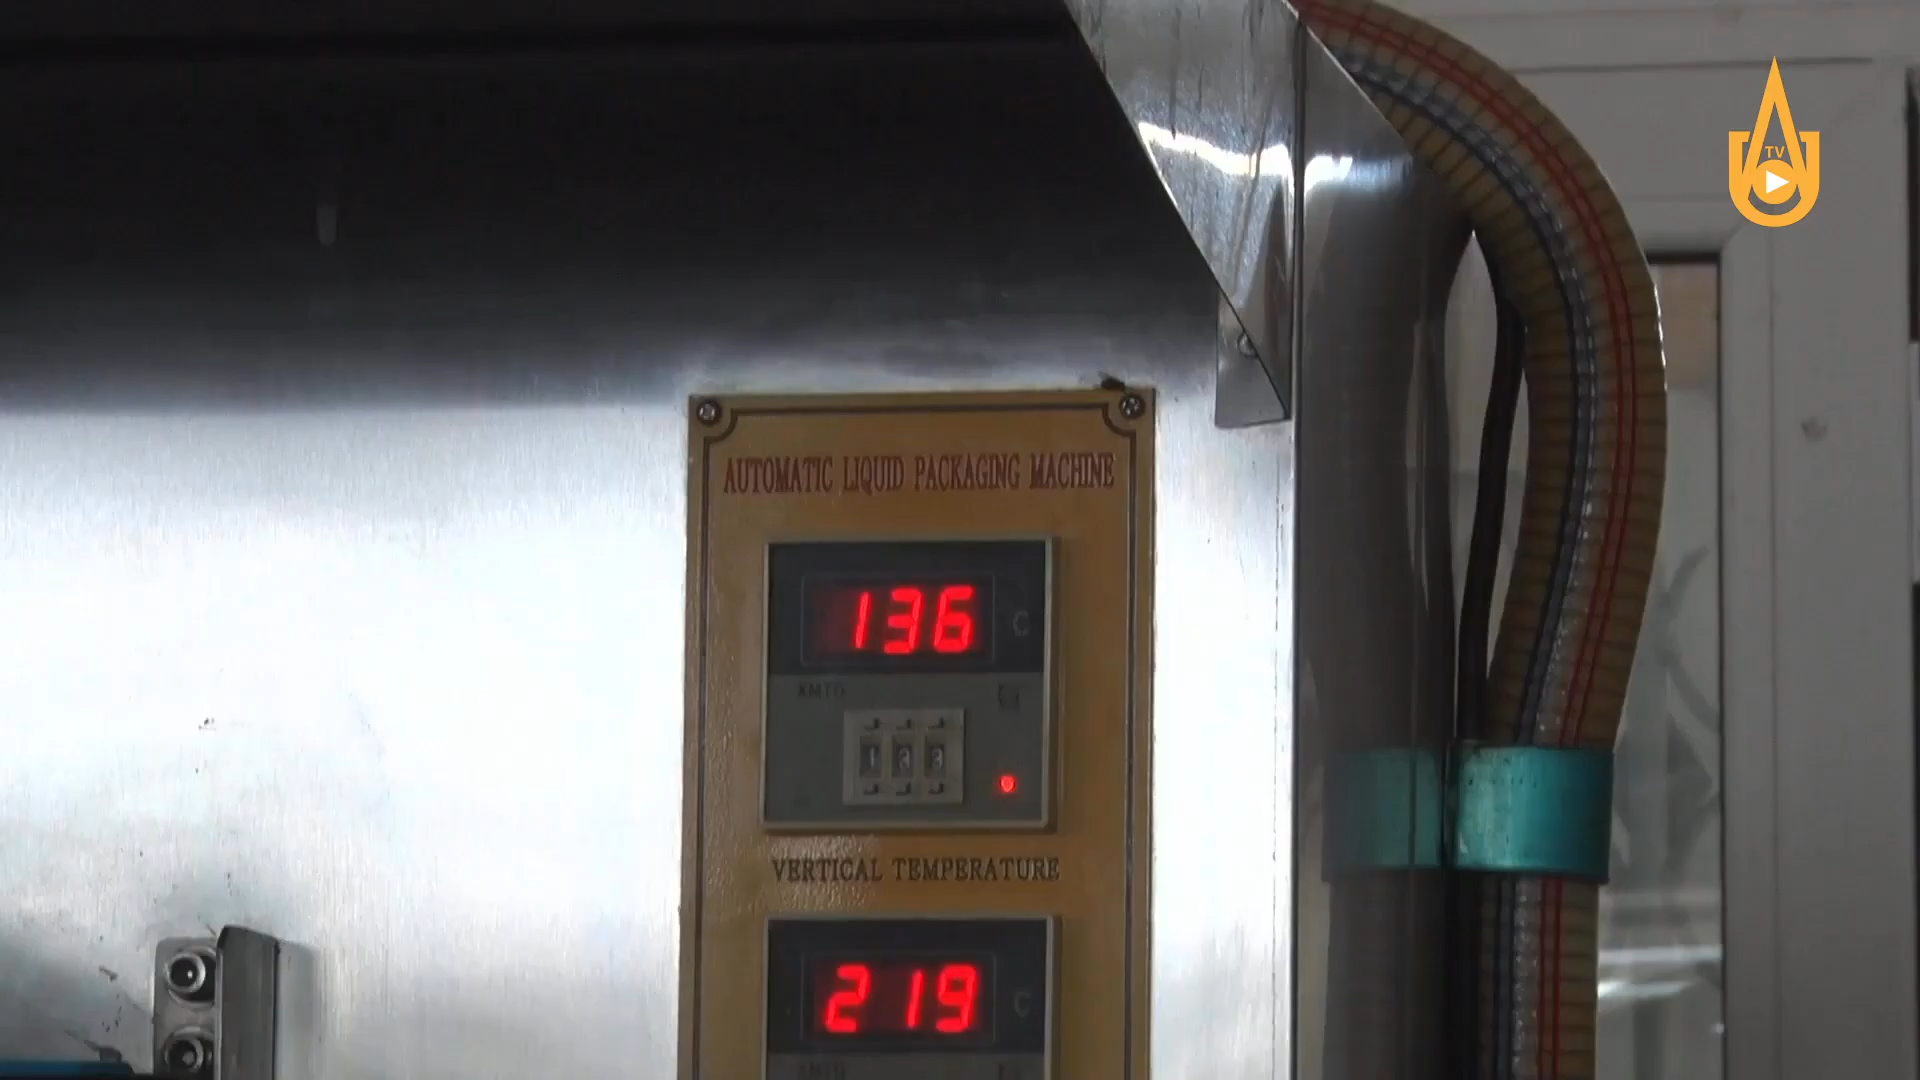 TV
AUTOMATIC LIQUID PACKAGING MACHINE
136 C
VERTICAL TEMPERATURE
219 C